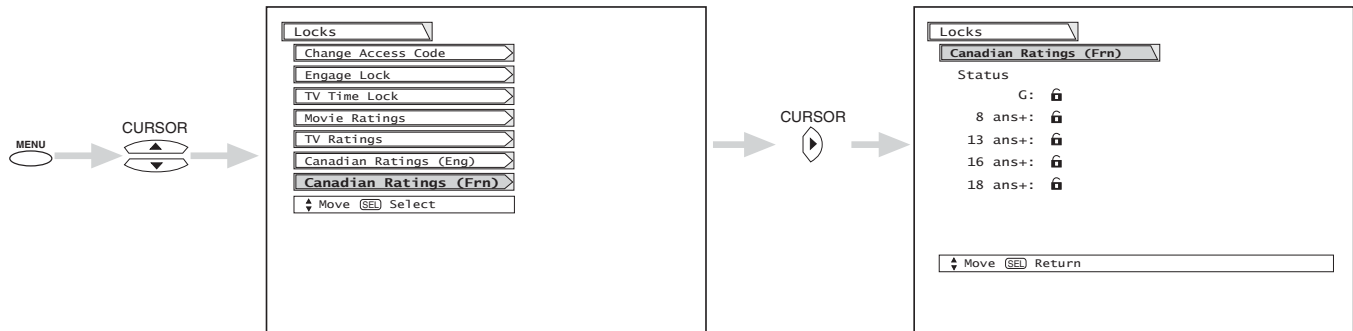 MENU
CURSOR
Locks
Change Access Code
Engage Lock
TV Time Lock
Movie Ratings
TV Ratings
Canadian Ratings (Eng)
Canadian Ratings (Frn)
Move SEL Select
CURSOR
Locks
Canadian Ratings (Frn)
Status
G:
8 ans+:
13 ans+:
16 ans+:
18 ans+:
Move SEL Return